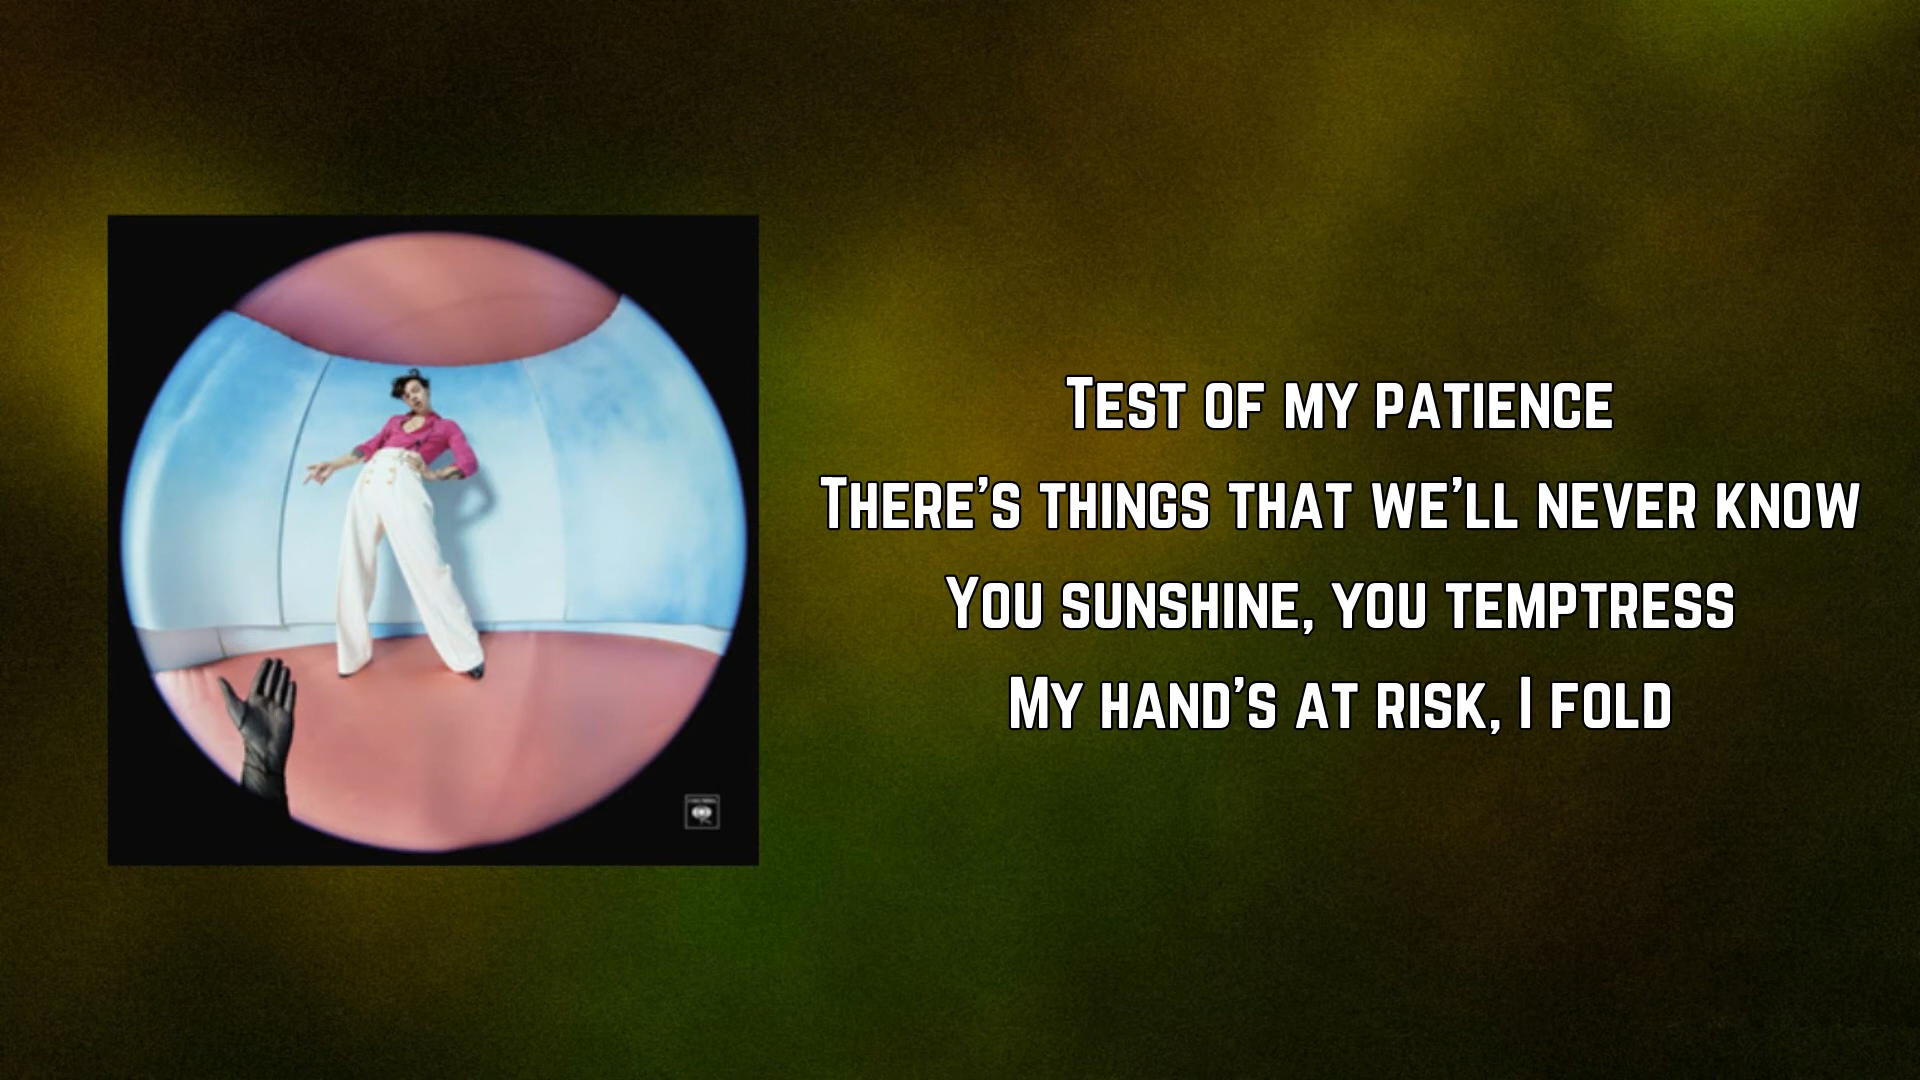 Test of my patience
There's things that we'll never know
You sunshine, you temptress
My hand's at risk, I fold